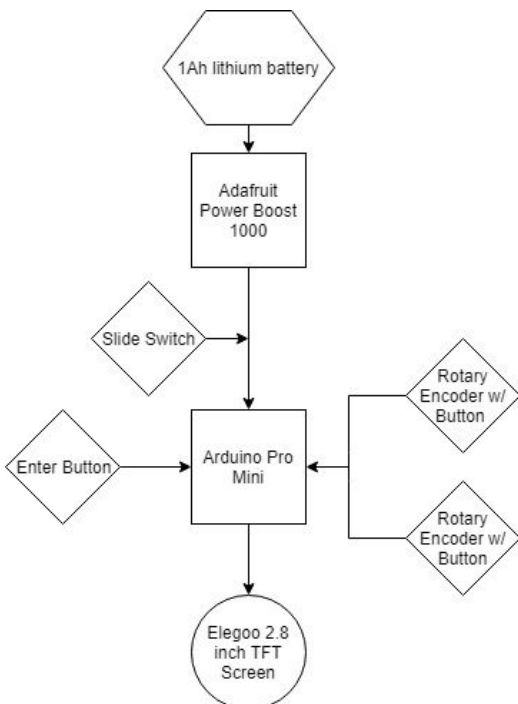 1Ah lithium battery
Adafruit
Power Boost
1000
Slide Switch
Rotary
Encoder w/
Button
Enter Button
Arduino Pro
Mini
Rotary
Encoder w/
Button
Elegoo 2.8
inch TFT
Screen